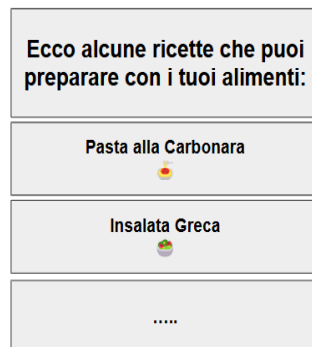 Ecco alcune ricette che puoi
preparare con i tuoi alimenti:
Pasta alla Carbonara
Insalata Greca
.....